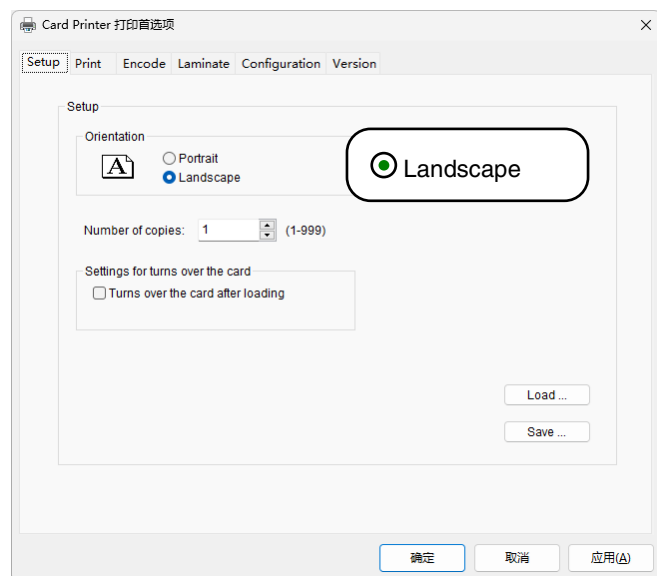 Card Printer 打印首选项
Setup Print Encode Laminate Configuration Version
Setup
Orientation
A
Portrait
Landscape
Landscape
Number of copies: 1 (1-999)
Settings for turns over the card
Turns over the card after loading
Load ...
Save ...
确定 取消 应用(A)